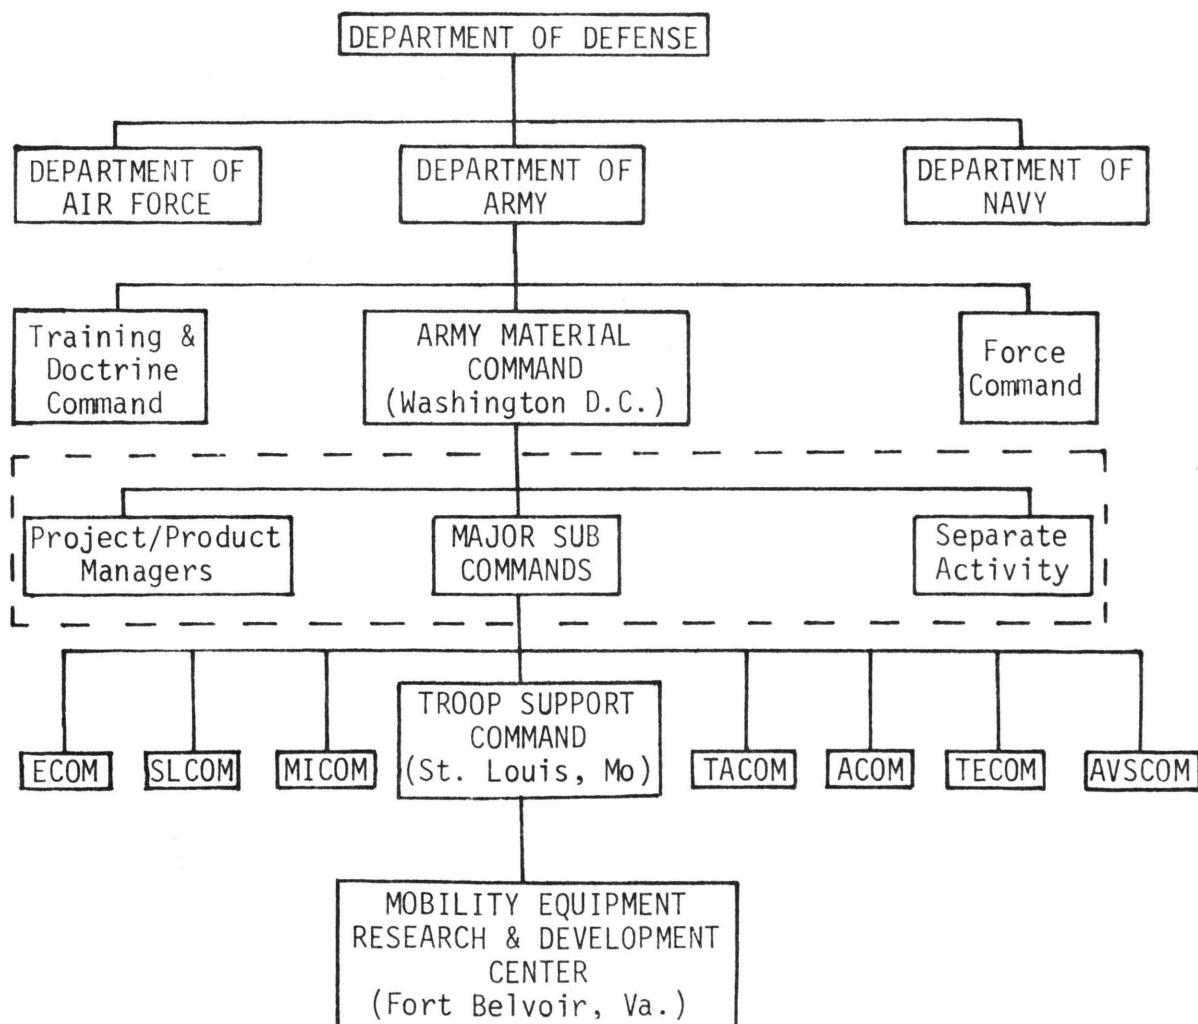 DEPARTMENT OF DEFENSE
DEPARTMENT OF
AIR FORCE
DEPARTMENT OF
ARMY
DEPARTMENT OF
NAVY
Training &
Doctrine
Command
ARMY MATERIAL
COMMAND
(Washington D.C.)
Force
Command
Project/Product
Managers
MAJOR SUB
COMMANDS
Separate
Activity
ECOM
SLCOM
MICOM
TROOP SUPPORT
COMMAND
(St. Louis, Mo)
TACOM
ACOM
TECOM
AVSCOM
MOBILITY EQUIPMENT
RESEARCH & DEVELOPMENT
CENTER
(Fort Belvoir, Va.)